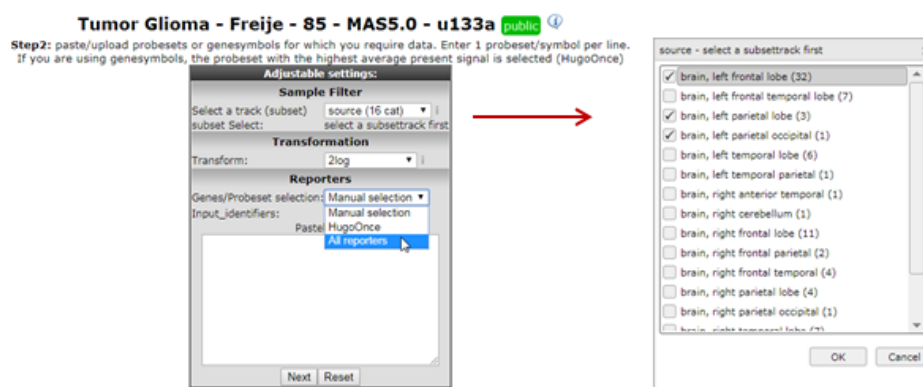 Tumor Glioma - Freije - 85 - MAS5.0 - u133a public
Step2: paste/upload probesets or genesymbols for which you require data. Enter 1 probeset/symbol per line.
If you are using genesymbols, the probeset with the highest average present signal is selected (HugoOnce)
Adjustable settings:
Sample Filter
Select a track (subset) source (16 cat)
subset Select: select a subsettrack first
Transformation
Transform: 2log
Reporters
Genes/Probeset selection: Manual selection
Input_identifiers: Manual selection
Paste HugoOnce
All reporters
Next Reset
source - select a subsettrack first
brain, left frontal lobe (32)
brain, left frontal temporal lobe (7)
brain, left parietal lobe (3)
brain, left parietal occipital (1)
brain, left temporal lobe (6)
brain, left temporal parietal (1)
brain, right anterior temporal (1)
brain, right cerebellum (1)
brain, right frontal lobe (11)
brain, right frontal parietal (2)
brain, right frontal temporal (4)
brain, right parietal lobe (4)
brain, right parietal occipital (1)
brain, right temporal lobe (7)
OK Cancel